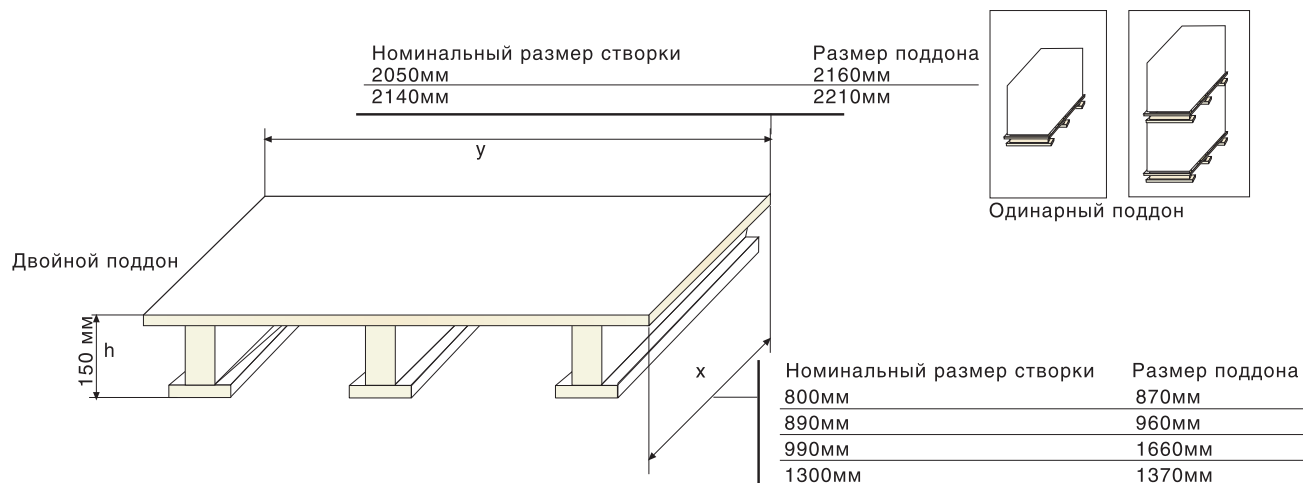 Номинальный размер створки Размер поддона
2050мм 2160мм
2140мм 2210мм
y
Одинарный поддон
Двойной поддон
150 мм h
x
Номинальный размер створки Размер поддона
800мм 870мм
890мм 960мм
990мм 1660мм
1300мм 1370мм